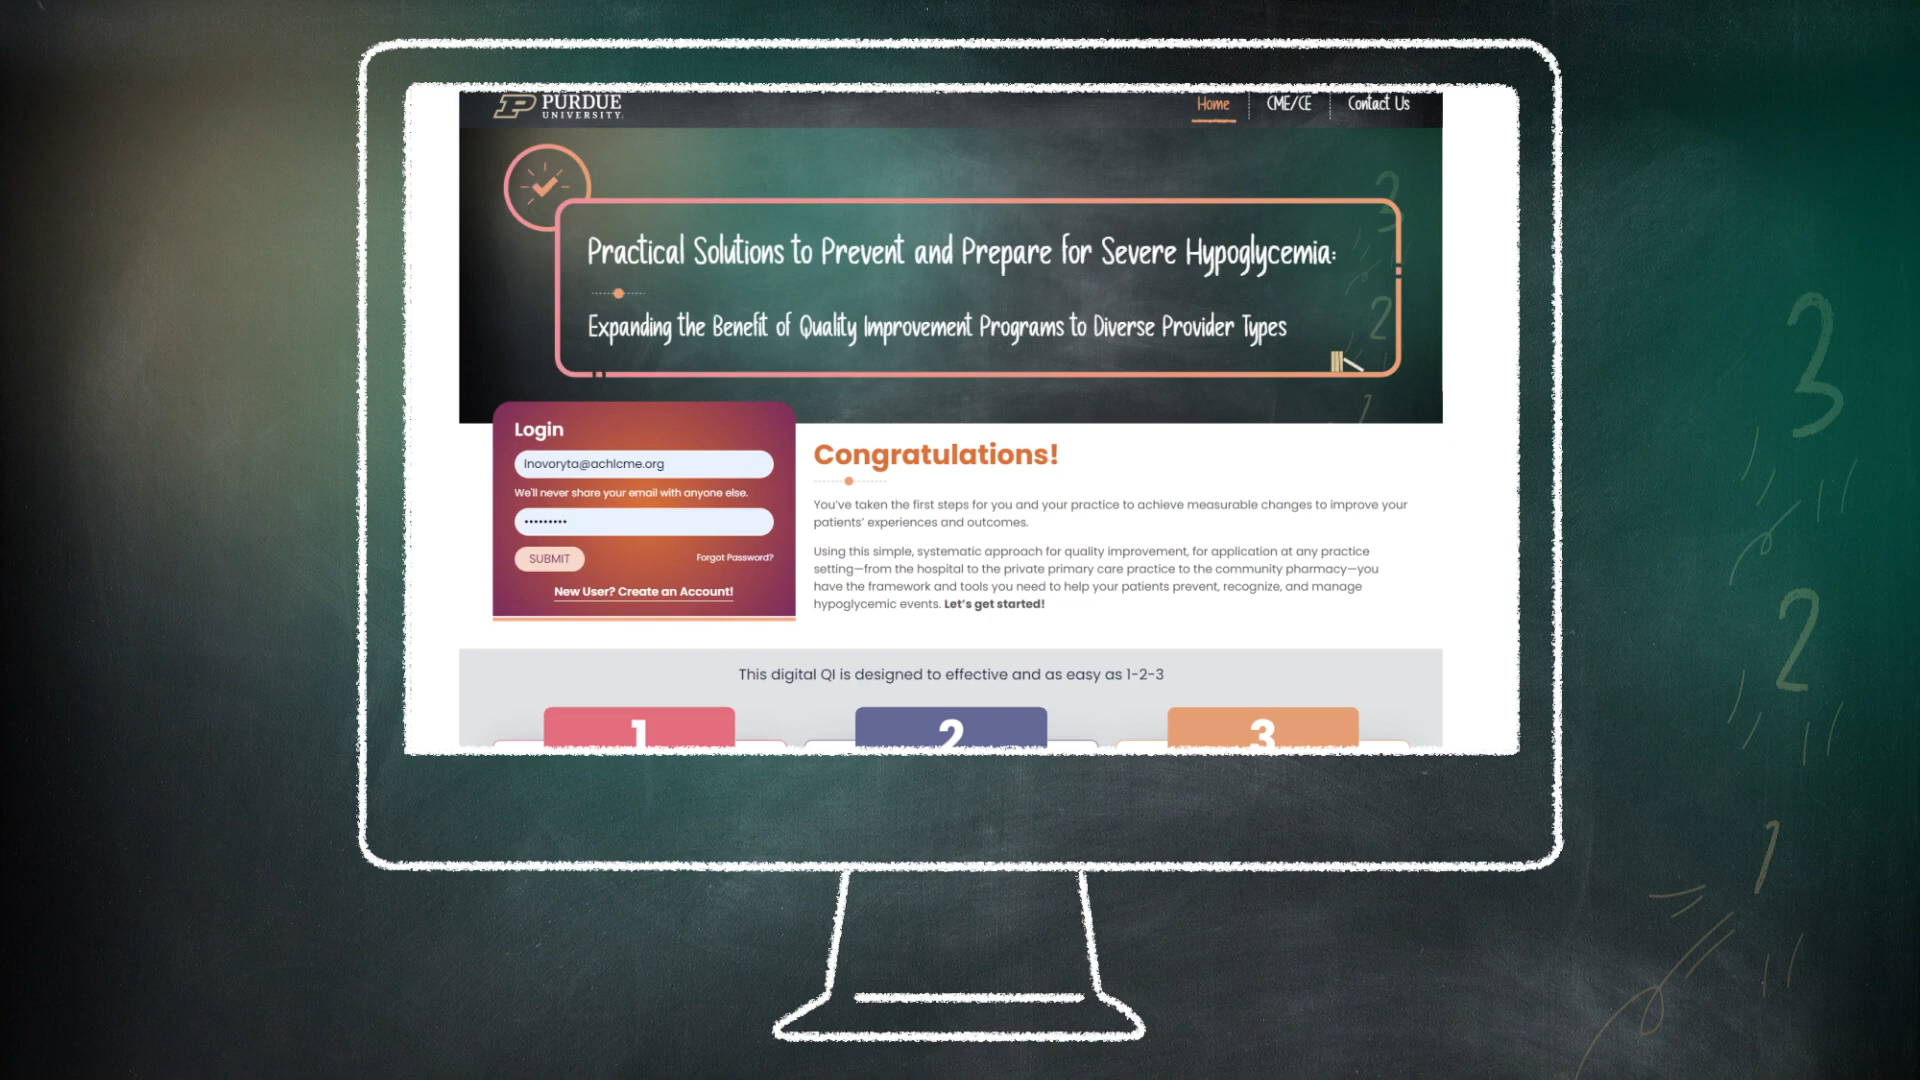 PURDUE
UNIVERSITY
Home
CME/CE
Contact Us
Practical Solutions to Prevent and Prepare for Severe Hypoglycemia:
Expanding the Benefit of Quality Improvement Programs to Diverse Provider Types
Login
lnovoryta@achlcme.org
We'll never share your email with anyone else.
SUBMIT
Forgot Password?
New User? Create an Account!
Congratulations!
You've taken the first steps for you and your practice to achieve measurable changes to improve your
patients' experiences and outcomes.
Using this simple, systematic approach for quality improvement, for application at any practice
setting—from the hospital to the private primary care practice to the community pharmacy—you
have the framework and tools you need to help your patients prevent, recognize, and manage
hypoglycemic events. Let's get started!
This digital QI is designed to effective and as easy as 1-2-3
1
2
3
3
2
1
2
2
1